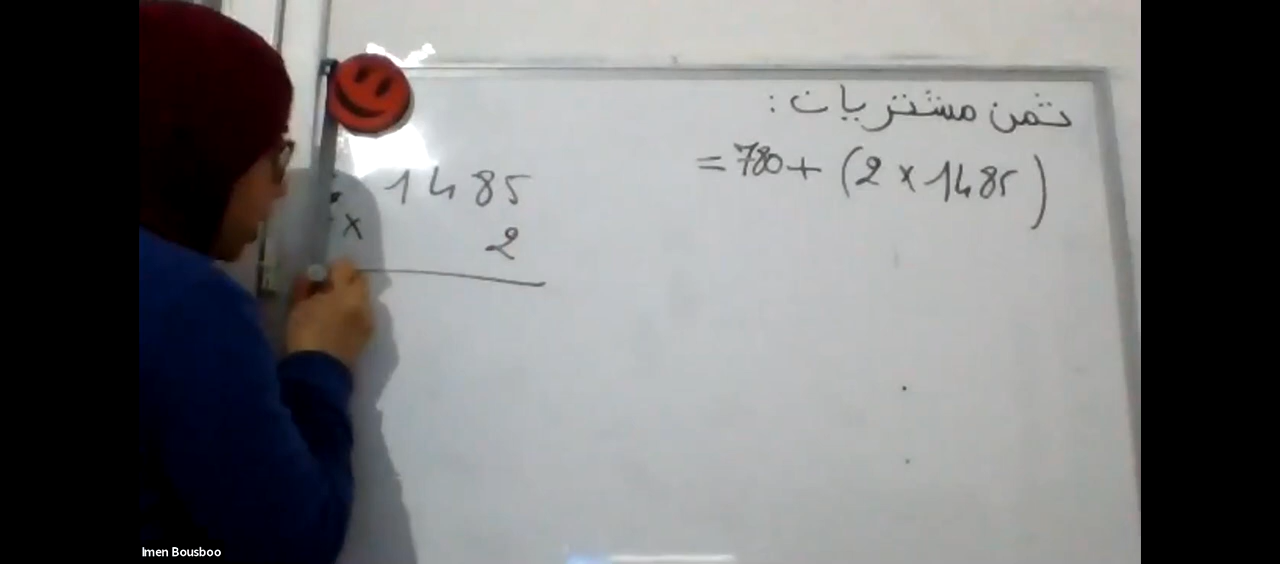 ثمن مشتريات :
= 780 + (2 x 1485)
1485
x 2
Imen Bousboo